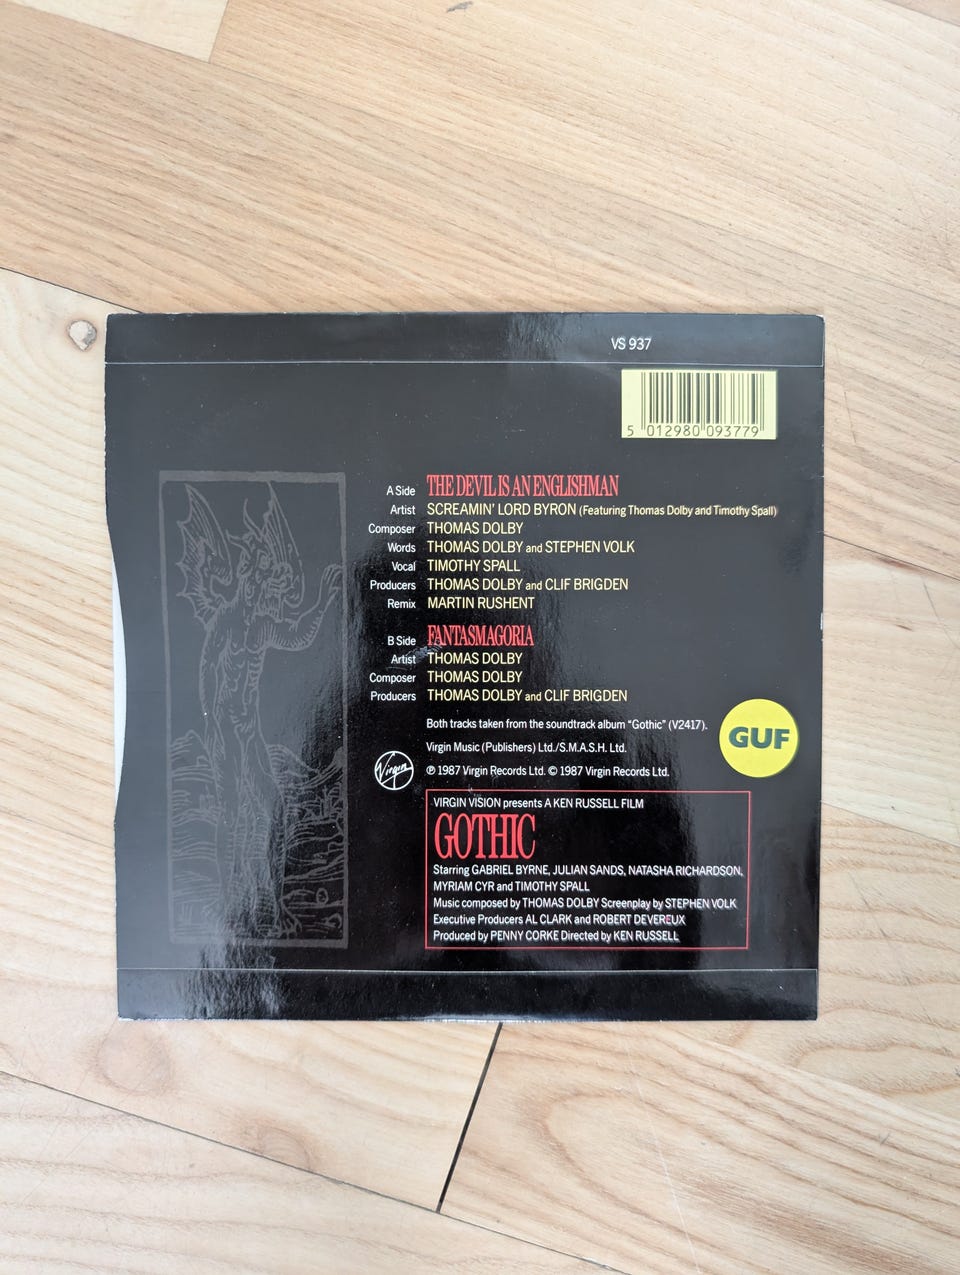 VS 937
5 012980 093779
A Side THE DEVIL IS AN ENGLISHMAN
Artist SCREAMIN' LORD BYRON (Featuring Thomas Dolby and Timothy Spall)
Composer THOMAS DOLBY
Words THOMAS DOLBY and STEPHEN VOLK
Vocal TIMOTHY SPALL
Producers THOMAS DOLBY and CLIF BRIGDEN
Remix MARTIN RUSHENT
B Side FANTASMAGORIA
Artist THOMAS DOLBY
Composer THOMAS DOLBY
Producers THOMAS DOLBY and CLIF BRIGDEN
Both tracks taken from the soundtrack album "Gothic" (V2417).
Virgin Music (Publishers) Ltd./S.M.A.S.H. Ltd.
GUF
Virgin
℗ 1987 Virgin Records Ltd. © 1987 Virgin Records Ltd.
VIRGIN VISION presents A KEN RUSSELL FILM
GOTHIC
Starring GABRIEL BYRNE, JULIAN SANDS, NATASHA RICHARDSON,
MYRIAM CYR and TIMOTHY SPALL
Music composed by THOMAS DOLBY Screenplay by STEPHEN VOLK
Executive Producers AL CLARK and ROBERT DEVEREUX
Produced by PENNY CORKE Directed by KEN RUSSELL